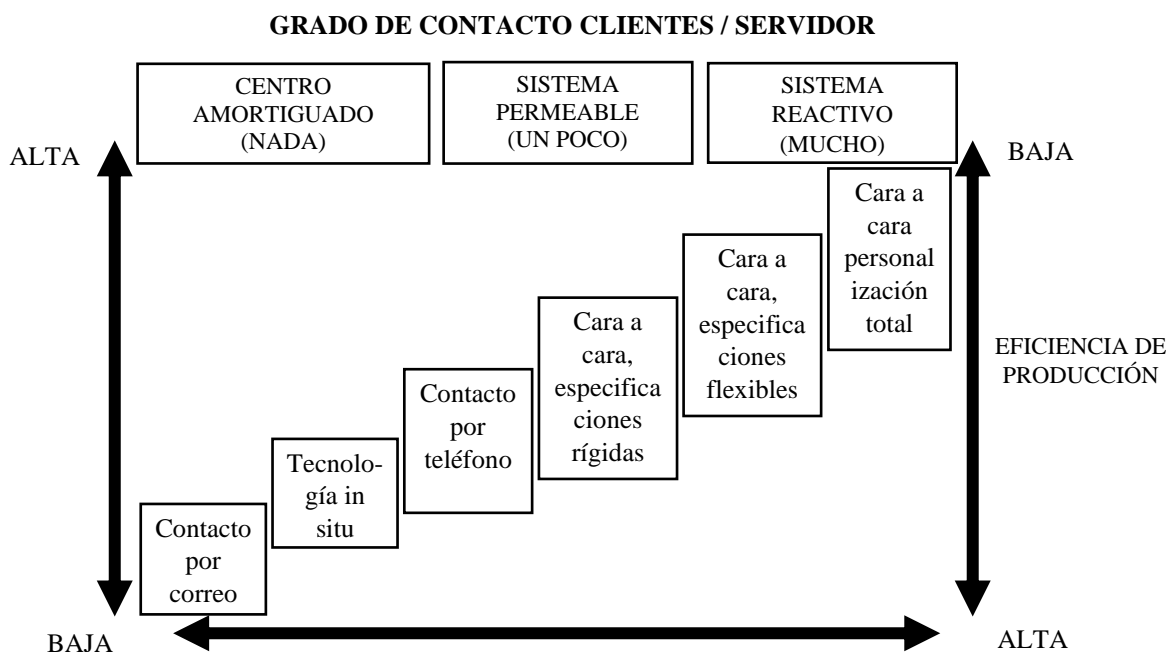 GRADO DE CONTACTO CLIENTES / SERVIDOR
CENTRO
AMORTIGUADO
(NADA)
SISTEMA
PERMEABLE
(UN POCO)
SISTEMA
REACTIVO
(MUCHO)
ALTA
BAJA
Cara a
cara
personal
ización
total
Cara a
cara,
especifica
ciones
flexibles
Cara a
cara,
especifica
ciones
rígidas
EFICIENCIA DE
PRODUCCIÓN
Contacto
por
teléfono
Tecnolo-
gía in
situ
Contacto
por
correo
BAJA
ALTA